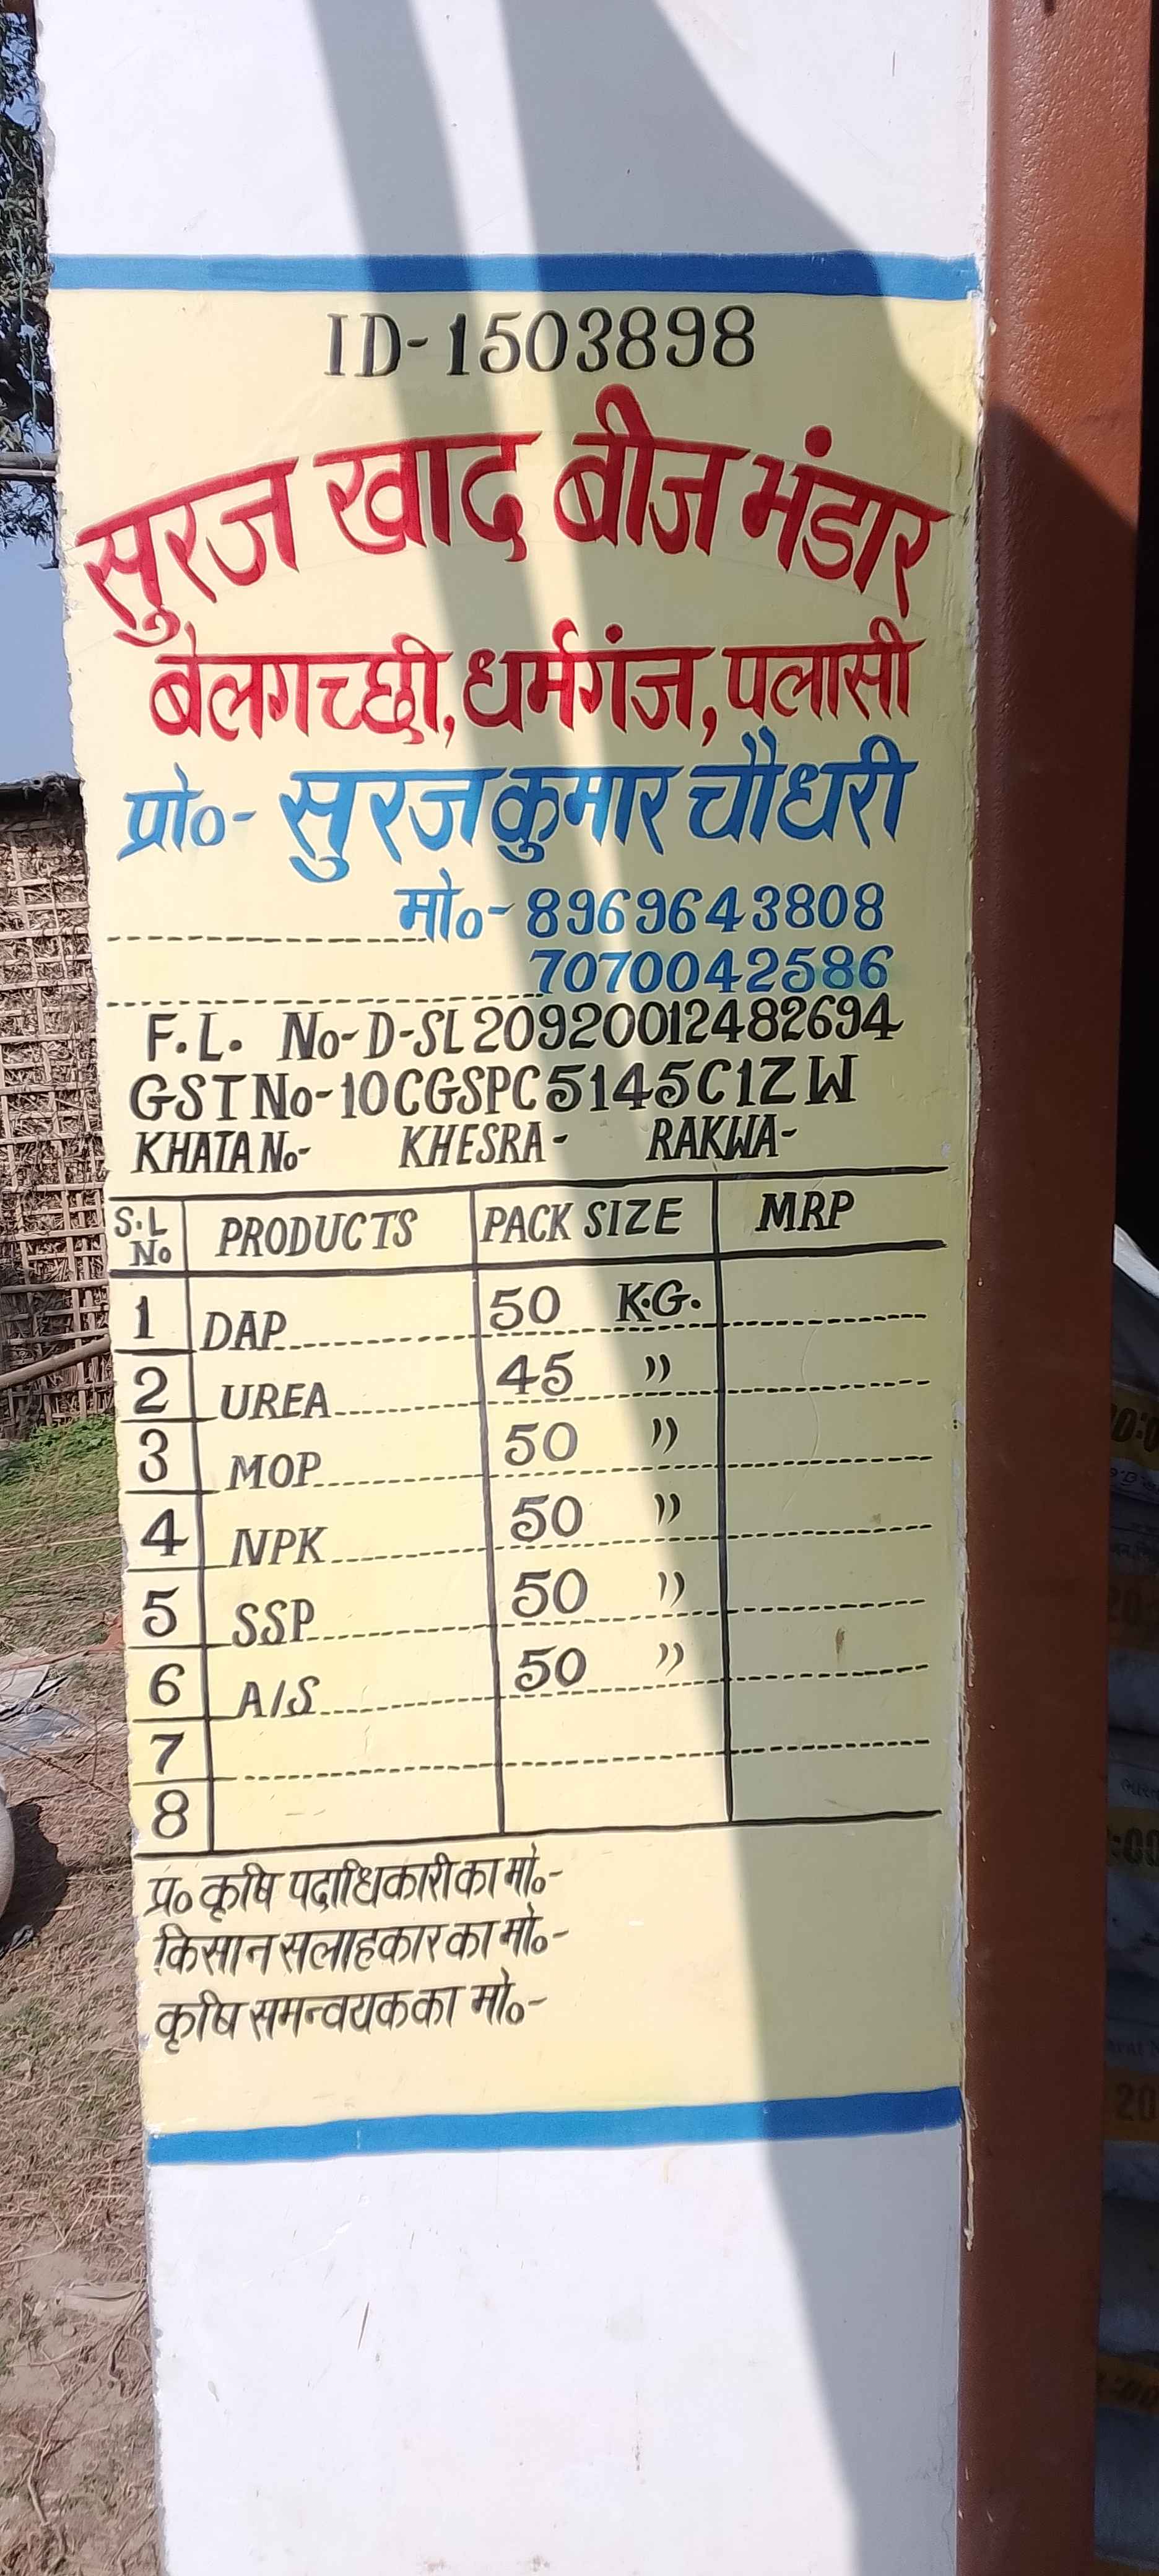 ID-1503898
सुरज खाद बीज भंडार
बेलगच्छी, धर्मगंज, पलासी
प्रो०- सुरज कुमार चौधरी
मो०- 8969643808
7070042586
F.L. No-D-SL20920012482694
GST No-10CGSPC5145C1ZW
KHATA No- KHESRA- RAKWA-
S.L No PRODUCTS PACK SIZE MRP
1 DAP 50 K.G.
2 UREA 45 "
3 MOP 50 "
4 NPK 50 "
5 SSP 50 "
6 A/S 50 "
7
8
प्र० कृषि पदाधिकारी का मो०-
किसान सलाहकार का मो०-
कृषि समन्वयक का मो०-